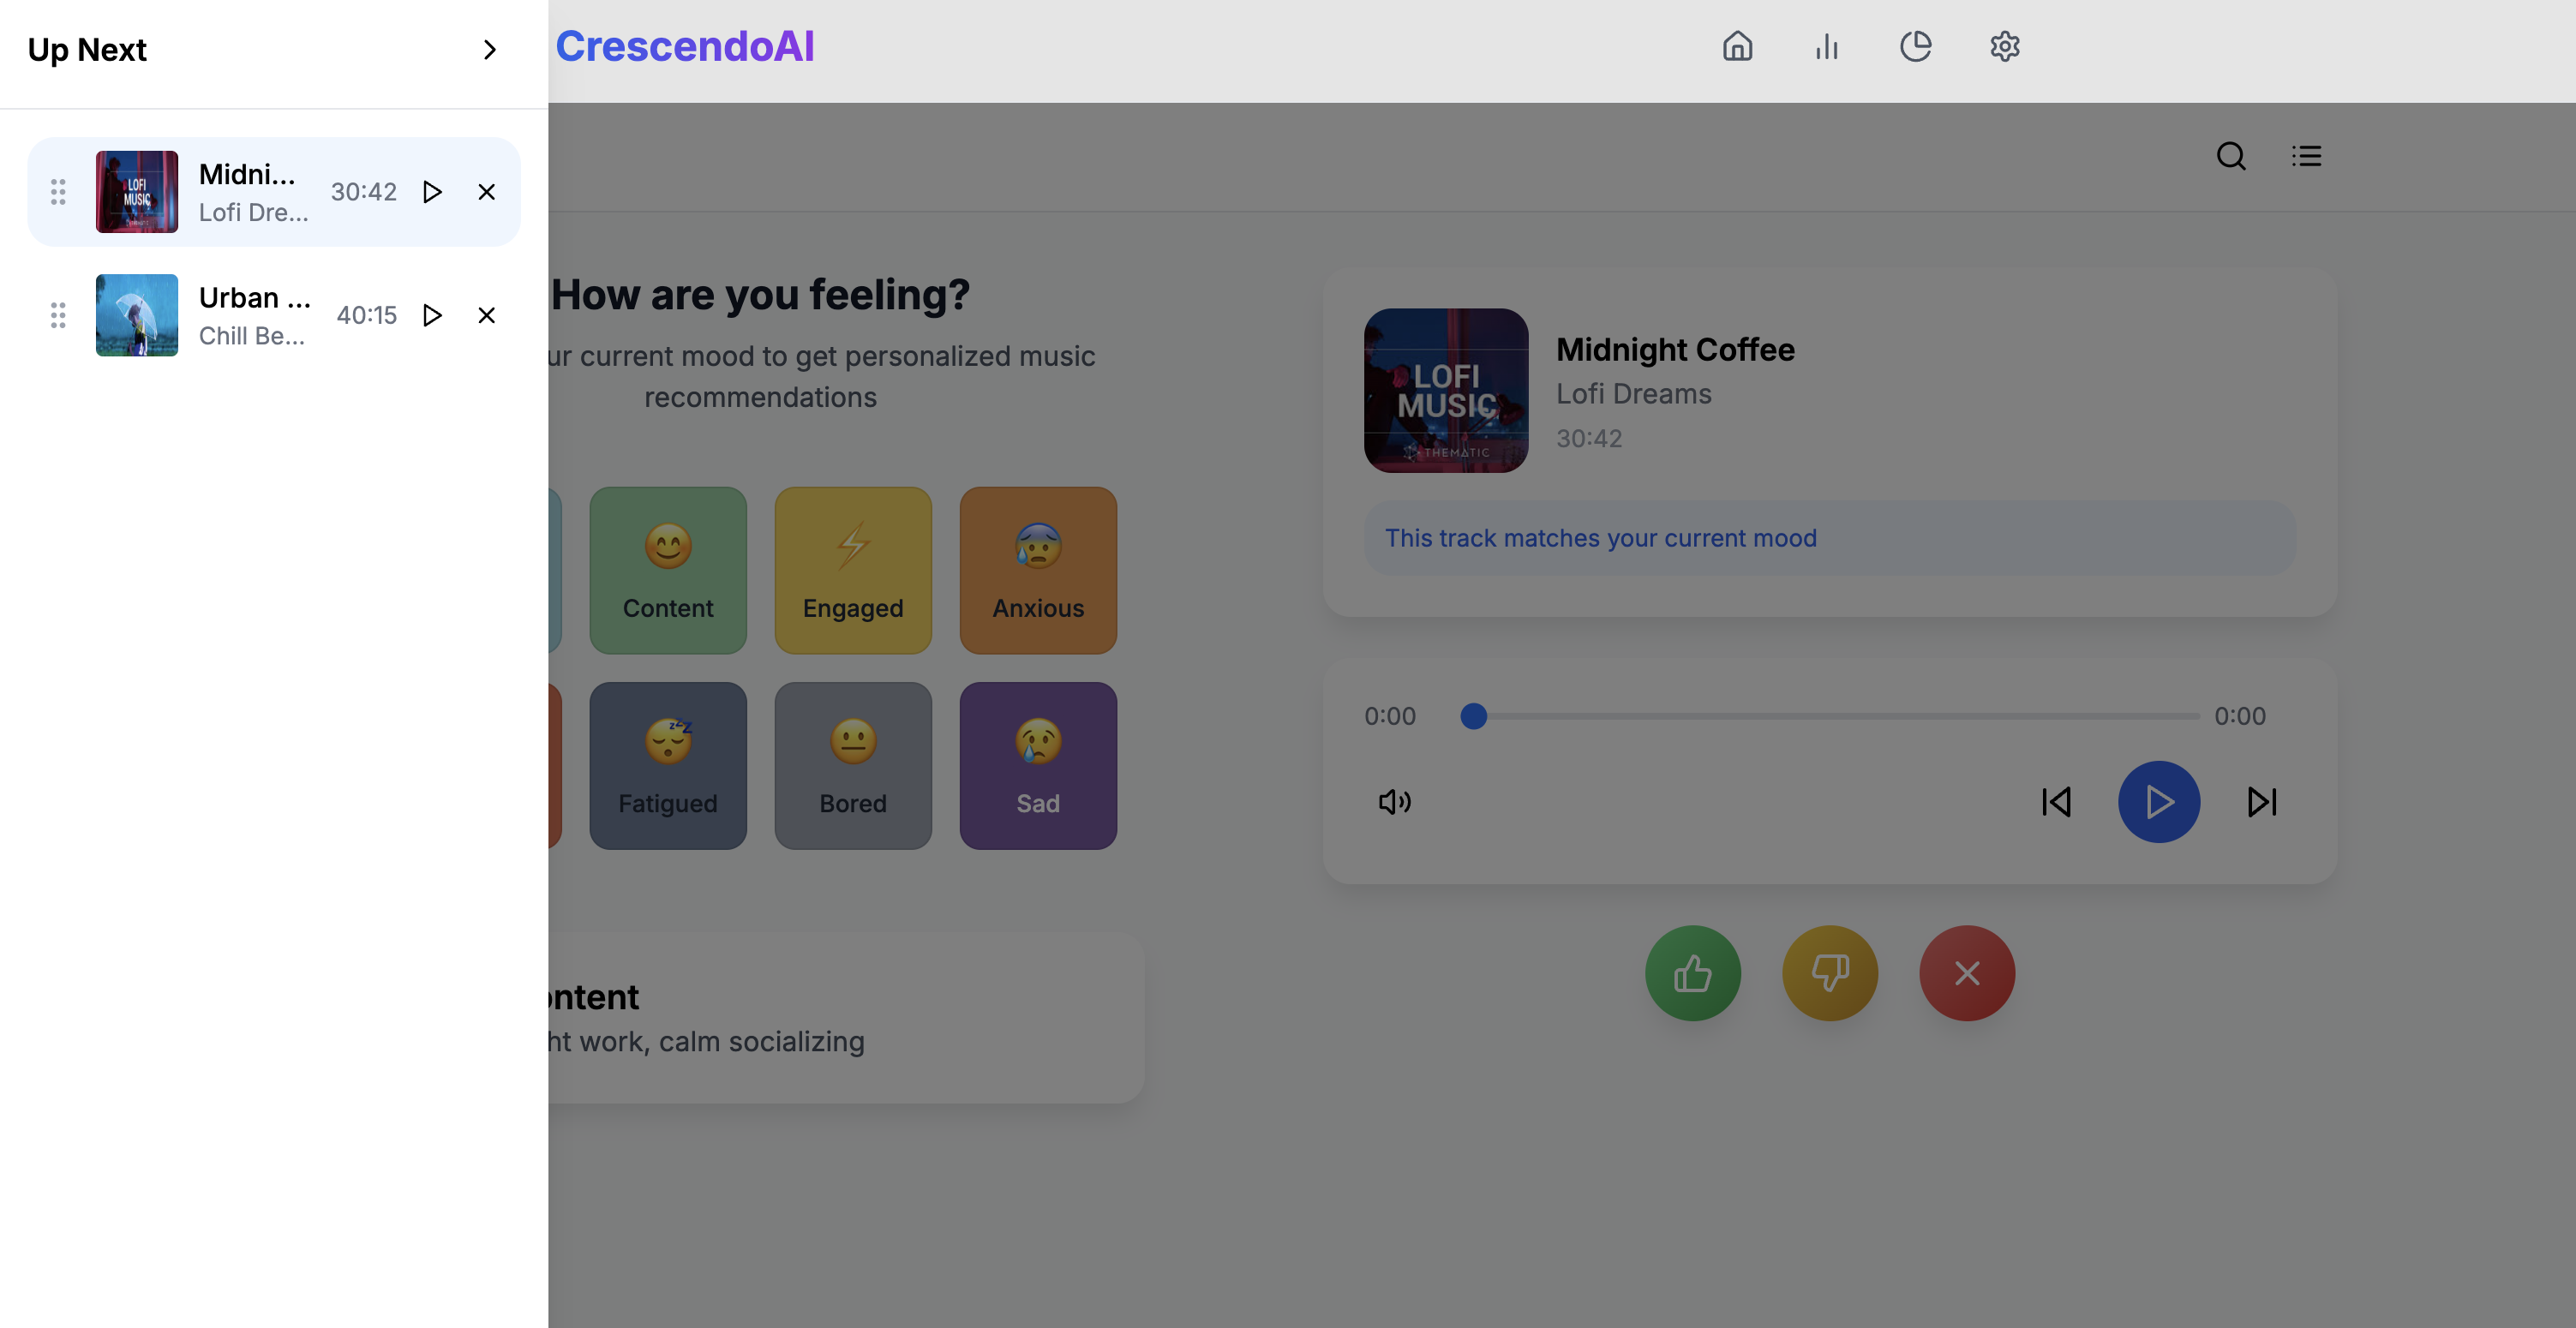 Up Next
Midni...
Lofi Dre...
30:42
LOFI
MUSIC
Urban ...
Chill Be...
40:15
CrescendoAI
How are you feeling?
ur current mood to get personalized music
recommendations
Content
Engaged
Anxious
Fatigued
Bored
Sad
ontent
ht work, calm socializing
LOFI
MUSIC
THEMATIC
Midnight Coffee
Lofi Dreams
30:42
This track matches your current mood
0:00
0:00